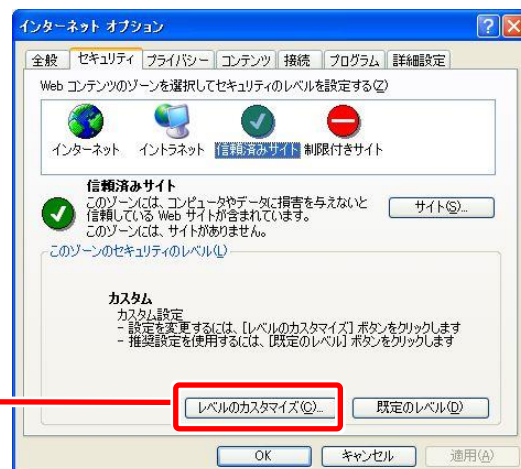 インターネット オプション
全般 セキュリティ プライバシー コンテンツ 接続 プログラム 詳細設定
Web コンテンツのゾーンを選択してセキュリティのレベルを設定する(Z)
インターネット イントラネット 信頼済みサイト 制限付きサイト
信頼済みサイト
このゾーンには、コンピュータやデータに損害を与えないと
信頼している Web サイトが含まれています。
このゾーンには、サイトがありません。
サイト(S)...
このゾーンのセキュリティのレベル(L)
カスタム
カスタム設定
- 設定を変更するには、[レベルのカスタマイズ] ボタンをクリックします
- 推奨設定を使用するには、[既定のレベル] ボタンをクリックします
レベルのカスタマイズ(C)... 既定のレベル(D)
OK キャンセル 適用(A)